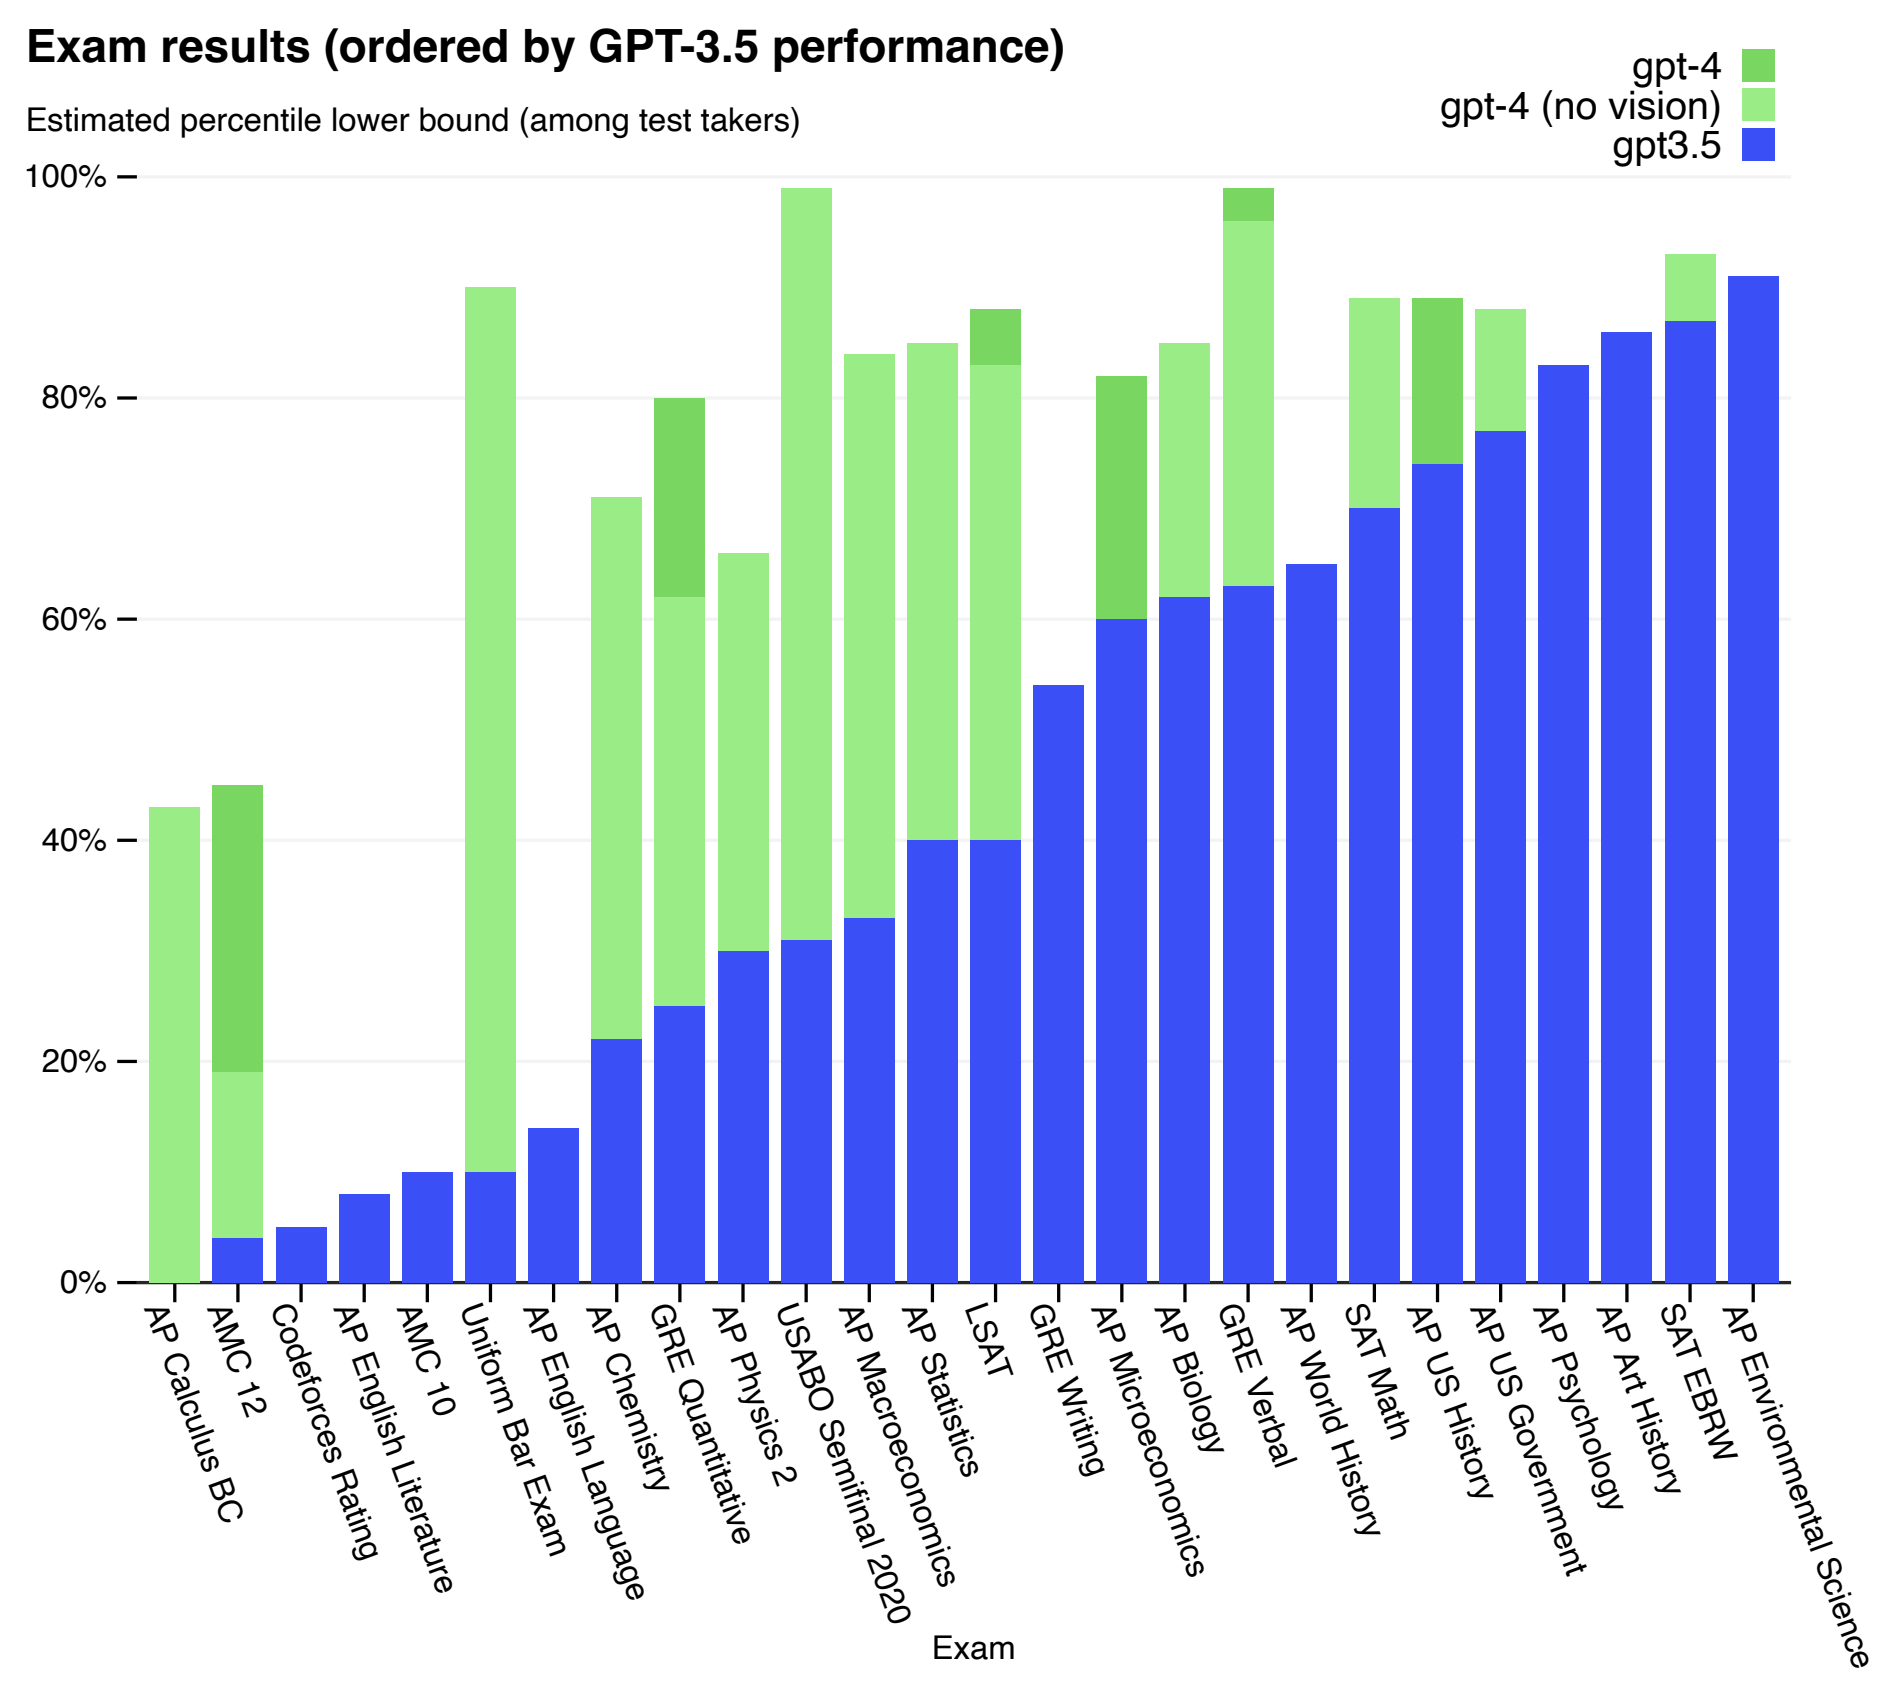 Exam results (ordered by GPT-3.5 performance)
Estimated percentile lower bound (among test takers)
gpt-4
gpt-4 (no vision)
gpt3.5
100%
80%
60%
40%
20%
0%
AP Calculus BC
AMC 12
Codeforces Rating
AP English Literature
AMC 10
Uniform Bar Exam
AP English Language
AP Chemistry
GRE Quantitative
AP Physics 2
USABO Semifinal 2020
AP Macroeconomics
AP Statistics
LSAT
GRE Writing
AP Microeconomics
AP Biology
GRE Verbal
AP World History
SAT Math
AP US History
AP US Government
AP Psychology
AP Art History
SAT EBRW
AP Environmental Science
Exam